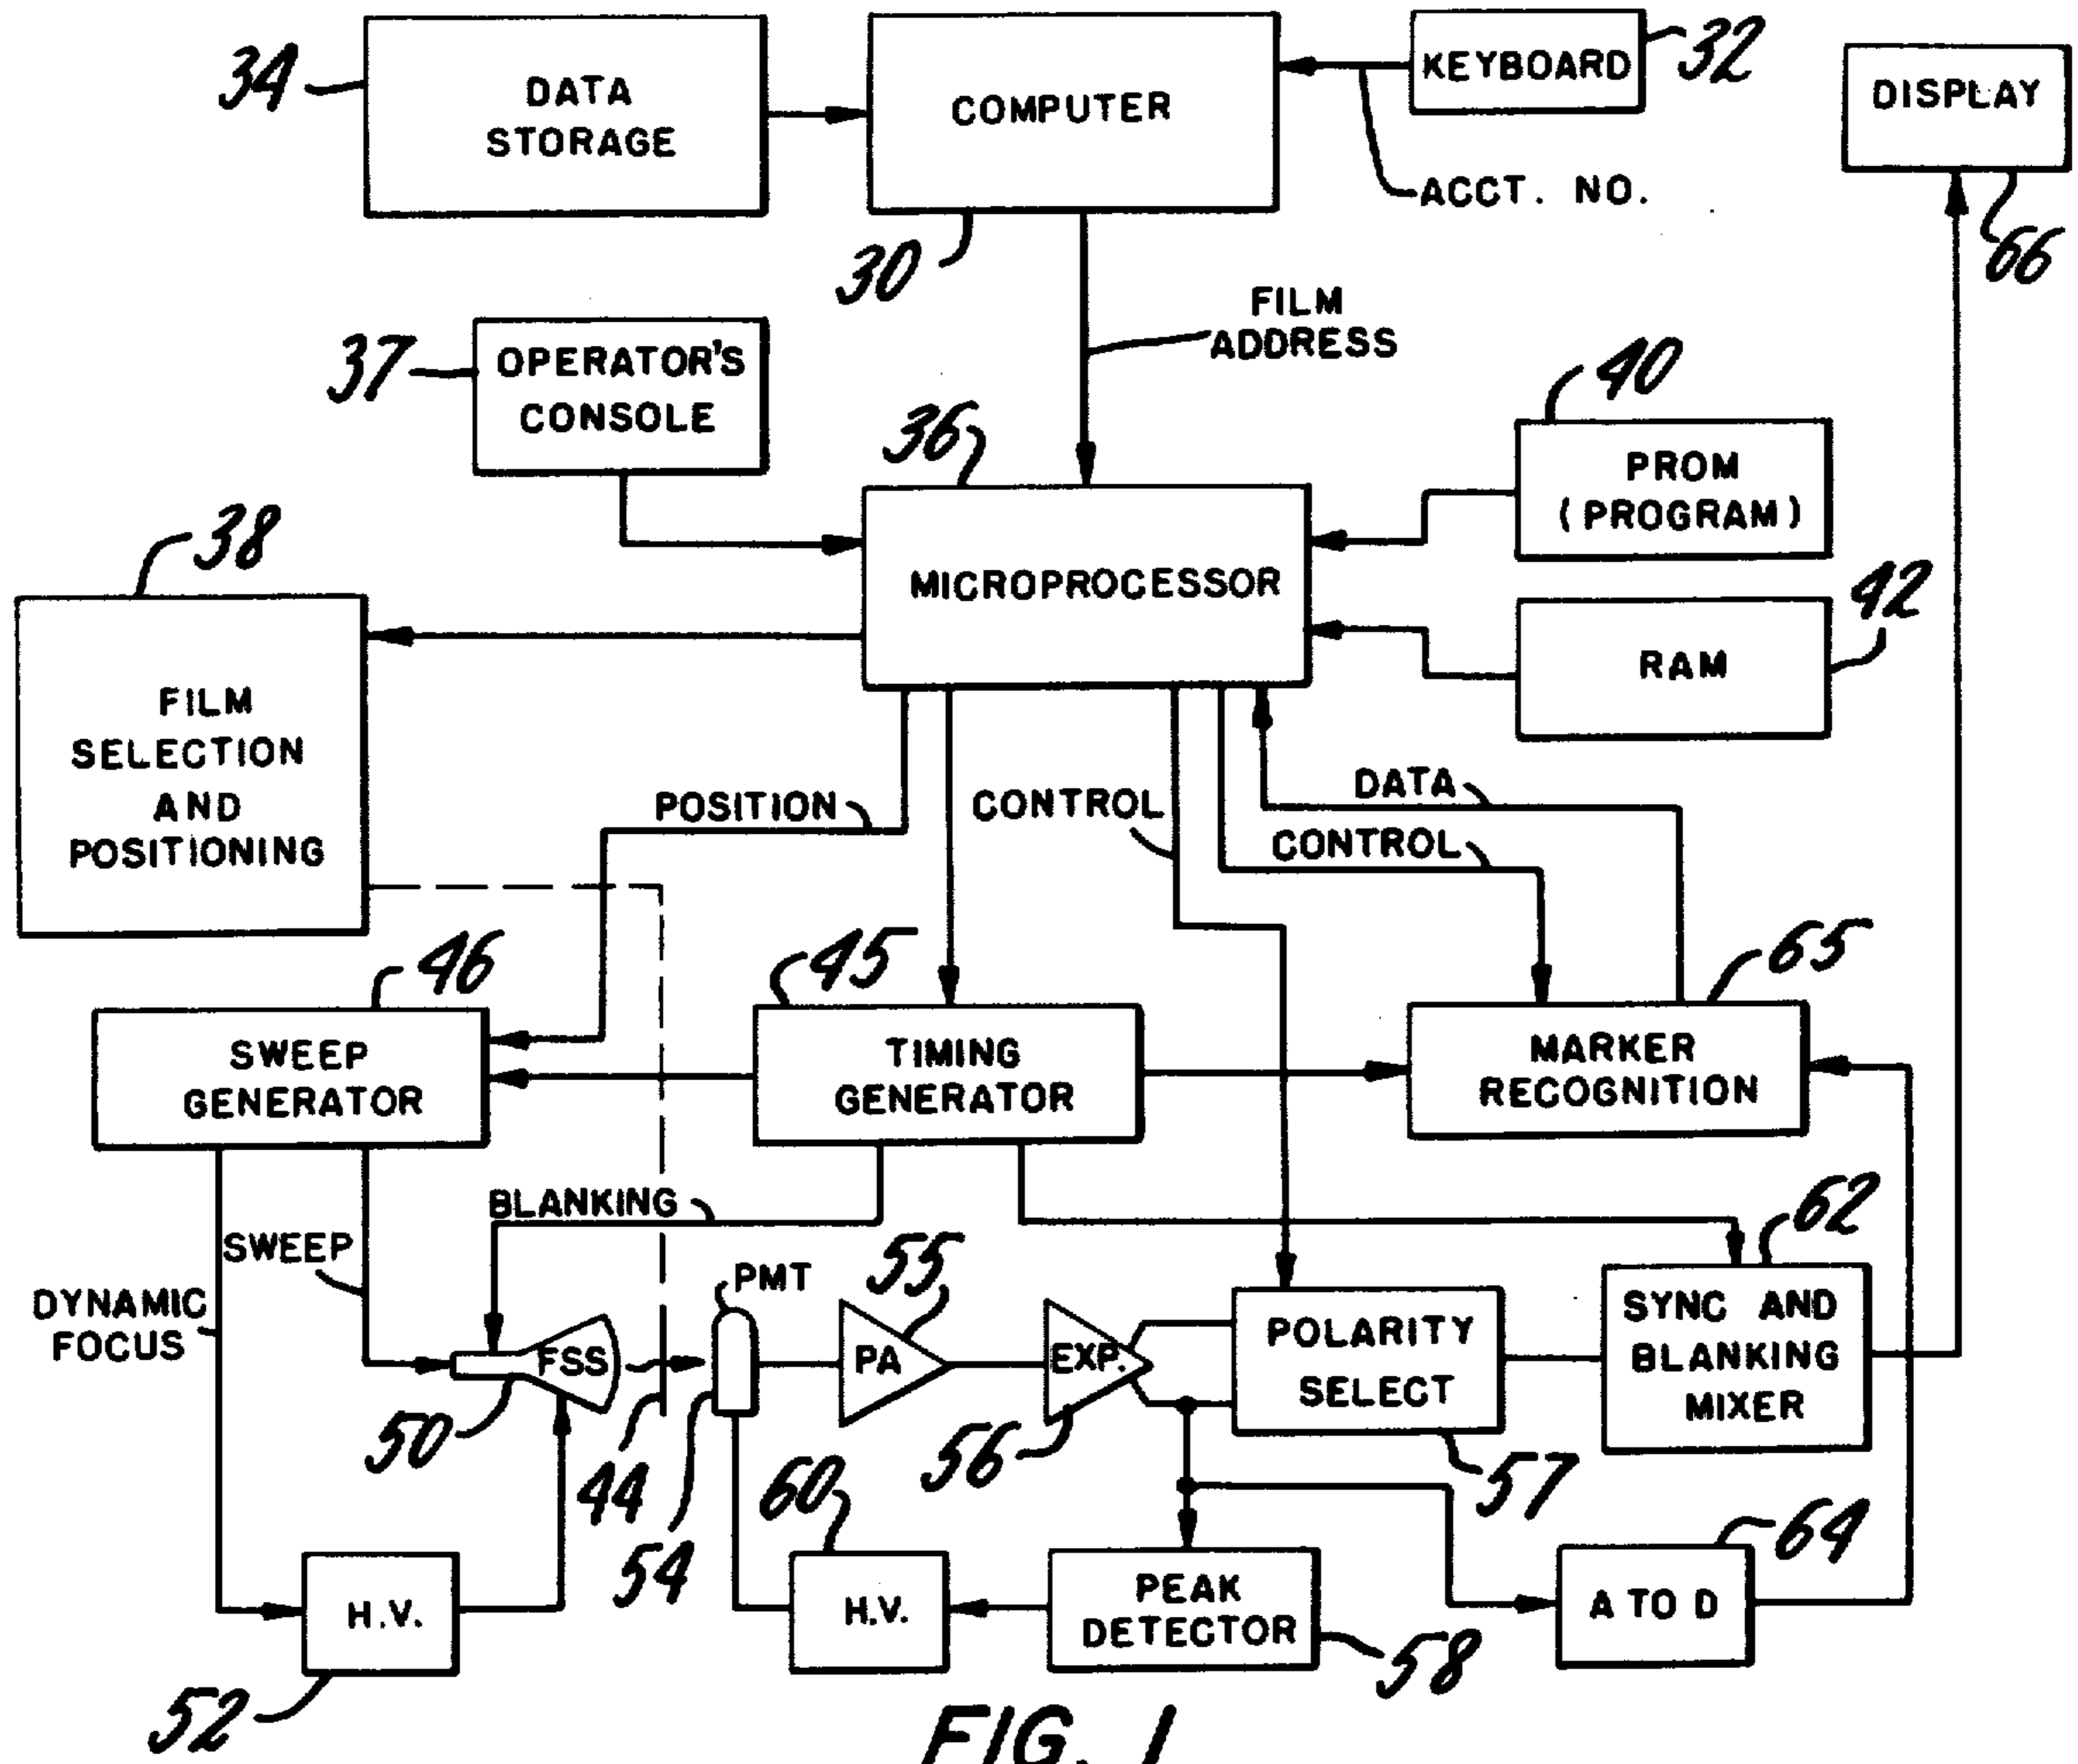 34
DATA
STORAGE
COMPUTER
KEYBOARD
32
DISPLAY
ACCT. NO.
66
30
FILM
ADDRESS
37
OPERATOR'S
CONSOLE
36
40
PROM
(PROGRAM)
38
MICROPROCESSOR
42
RAM
FILM
SELECTION
AND
POSITIONING
POSITION
CONTROL
DATA
CONTROL
46
45
65
SWEEP
GENERATOR
TIMING
GENERATOR
MARKER
RECOGNITION
BLANKING
62
SWEEP
55
PMT
DYNAMIC
FOCUS
FSS
PA
EXP.
POLARITY
SELECT
SYNC AND
BLANKING
MIXER
50
44
54
60
56
57
64
H.V.
H.V.
PEAK
DETECTOR
A TO D
58
52
FIG. 1